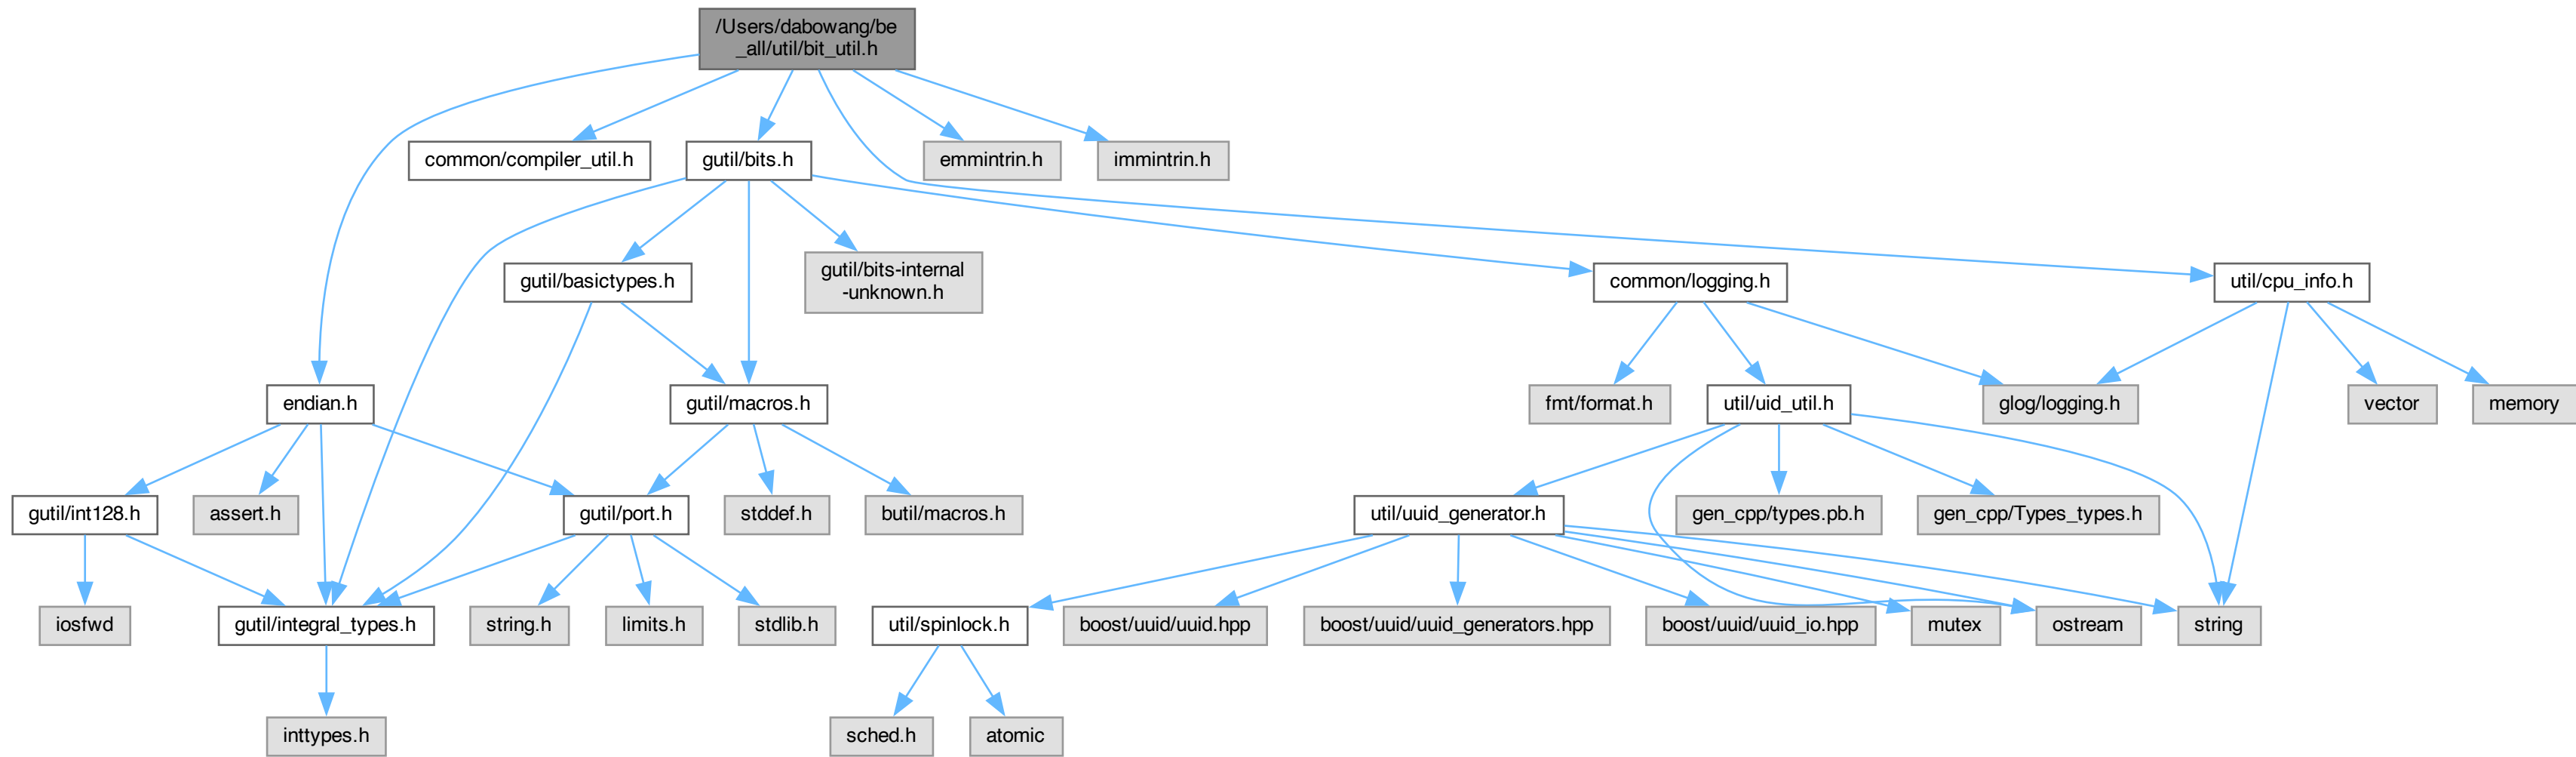 /Users/dabowang/be
_all/util/bit_util.h
common/compiler_util.h
gutil/bits.h
emmintrin.h
immintrin.h
gutil/basictypes.h
gutil/bits-internal
-unknown.h
common/logging.h
util/cpu_info.h
endian.h
gutil/macros.h
fmt/format.h
util/uid_util.h
glog/logging.h
vector
memory
gutil/int128.h
assert.h
gutil/port.h
stddef.h
butil/macros.h
util/uuid_generator.h
gen_cpp/types.pb.h
gen_cpp/Types_types.h
iosfwd
gutil/integral_types.h
string.h
limits.h
stdlib.h
util/spinlock.h
boost/uuid/uuid.hpp
boost/uuid/uuid_generators.hpp
boost/uuid/uuid_io.hpp
mutex
ostream
string
inttypes.h
sched.h
atomic